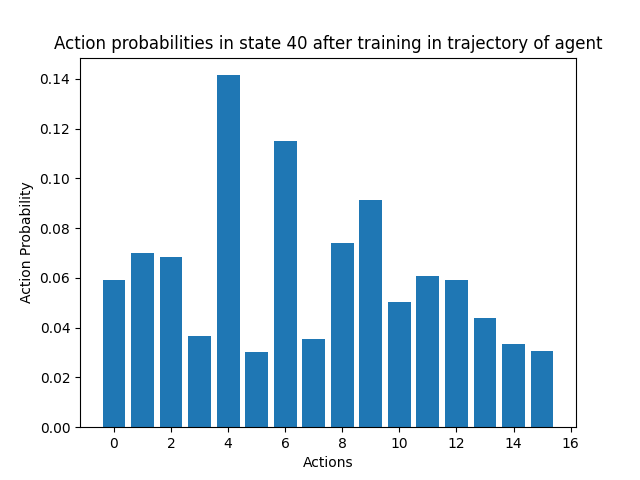 Action probabilities in state 40 after training in trajectory of agent
0.14
0.12
0.10
0.08
0.06
0.04
0.02
0.00
Action Probability
0 2 4 6 8 10 12 14 16
Actions